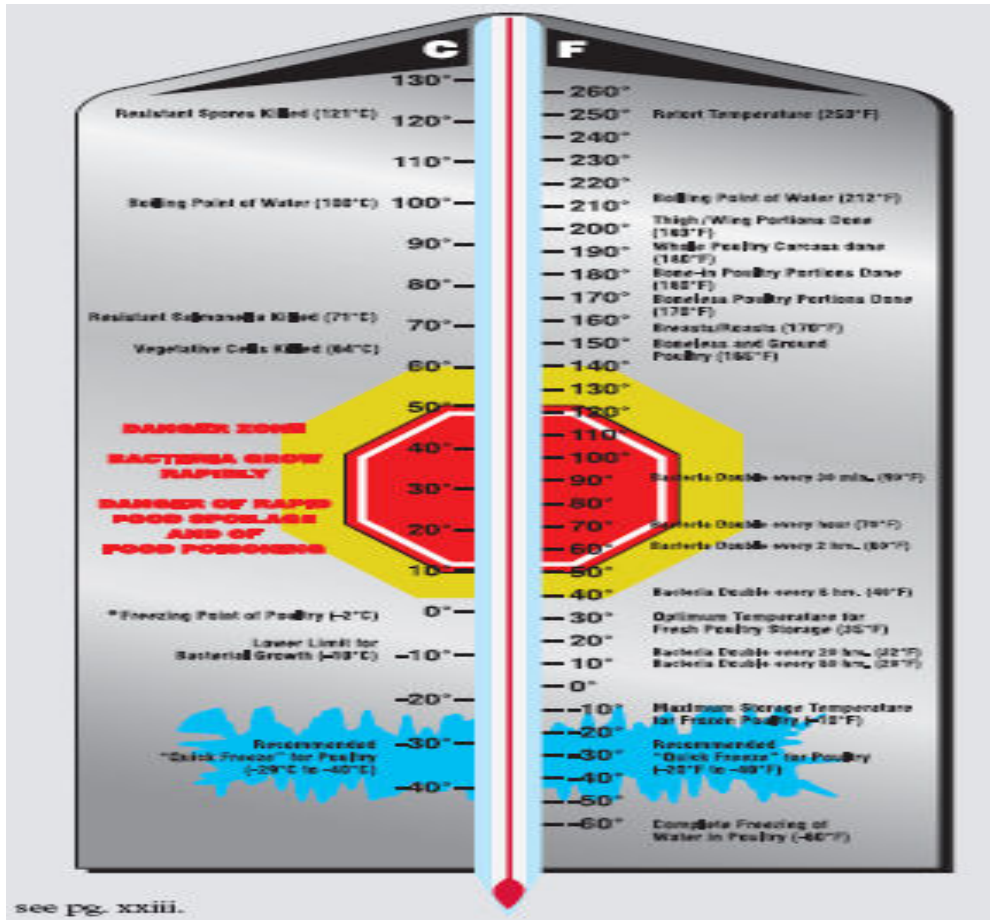 C F
130°
120°
110°
100°
90°
80°
70°
60°
50°
40°
30°
20°
10°
0°
–10°
–20°
–30°
–40°
260°
250°
240°
230°
220°
210°
200°
190°
180°
170°
160°
150°
140°
130°
120°
110°
100°
90°
80°
70°
60°
50°
40°
30°
20°
10°
0°
–10°
–20°
–30°
–40°
–50°
–60°
Resistant Spores Killed (121°C)
Boiling Point of Water (100°C)
Resistant Salmonella Killed (71°C)
Vegetative Cells Killed (64°C)
DANGER ZONE
BACTERIA GROW
RAPIDLY
DANGER OF RAPID
FOOD SPOILAGE
AND OF
FOOD POISONING
*Freezing Point of Poultry (–2°C)
Lower Limit for
Bacterial Growth (–10°C)
Recommended
"Quick Freeze" for Poultry
(–29°C to –40°C)
Retort Temperature (250°F)
Boiling Point of Water (212°F)
Thigh/Wing Portions Done
Whole Poultry Carcass done
(180°F)
Bone-in Poultry Portions Done
(180°F)
Boneless Poultry Portions Done
(170°F)
Breasts/Roasts (170°F)
Boneless and Ground
Poultry (165°F)
Bacteria Double every 30 min. (90°F)
Bacteria Double every hour (70°F)
Bacteria Double every 2 hrs. (60°F)
Bacteria Double every 6 hrs. (40°F)
Optimum Temperature for
Fresh Poultry Storage (35°F)
Bacteria Double every 20 hrs. (32°F)
Bacteria Double every 60 hrs. (28°F)
Maximum Storage Temperature
for Frozen Poultry (–10°F)
Recommended
"Quick Freeze" for Poultry
(–20°F to –40°F)
Complete Freezing of
Water in Poultry (–60°F)
see pg. xxiii.